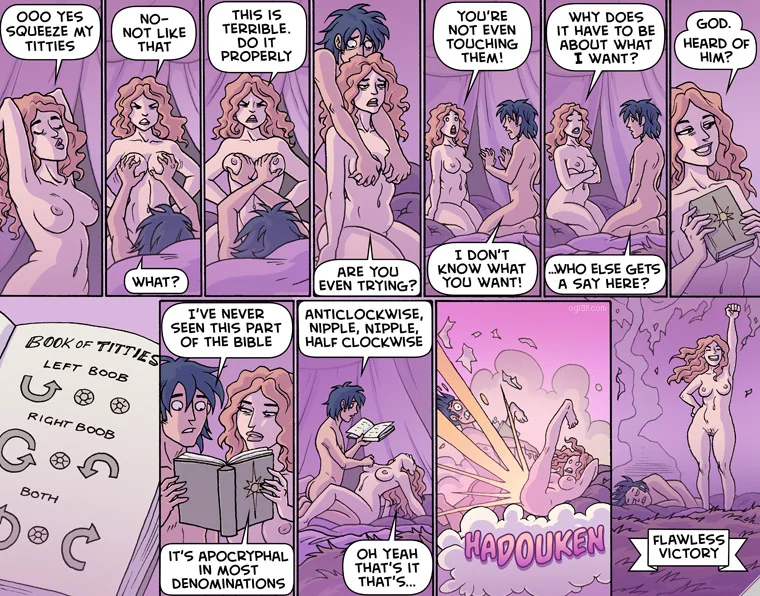 OOO YES
SQUEEZE MY
TITTIES
NO-
NOT LIKE
THAT
WHAT?
THIS IS
TERRIBLE.
DO IT
PROPERLY
ARE YOU
EVEN TRYING?
YOU'RE
NOT EVEN
TOUCHING
THEM!
I DON'T
KNOW WHAT
YOU WANT!
WHY DOES
IT HAVE TO BE
ABOUT WHAT
I WANT?
...WHO ELSE GETS
A SAY HERE?
GOD.
HEARD OF
HIM?
BOOK OF TITTIES
LEFT BOOB
RIGHT BOOB
BOTH
I'VE NEVER
SEEN THIS PART
OF THE BIBLE
IT'S APOCRYPHAL
IN MOST
DENOMINATIONS
ANTICLOCKWISE,
NIPPLE, NIPPLE,
HALF CLOCKWISE
OH YEAH
THAT'S IT
THAT'S...
oglaf.com
HADOUKEN
FLAWLESS
VICTORY